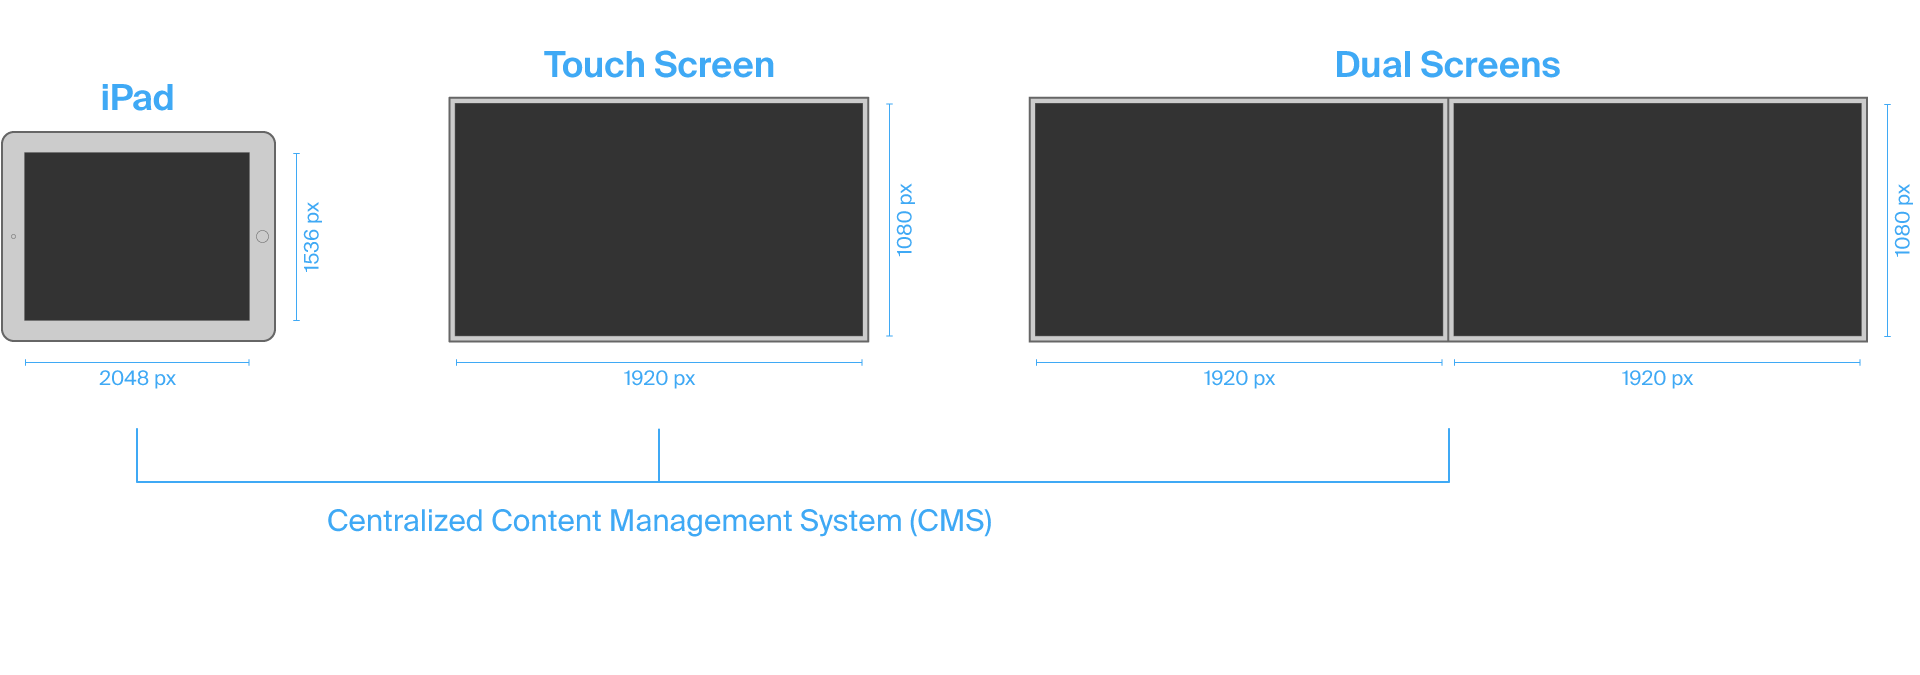 iPad
1536 px
2048 px
Touch Screen
1080 px
1920 px
Dual Screens
1080 px
1920 px
1920 px
Centralized Content Management System (CMS)